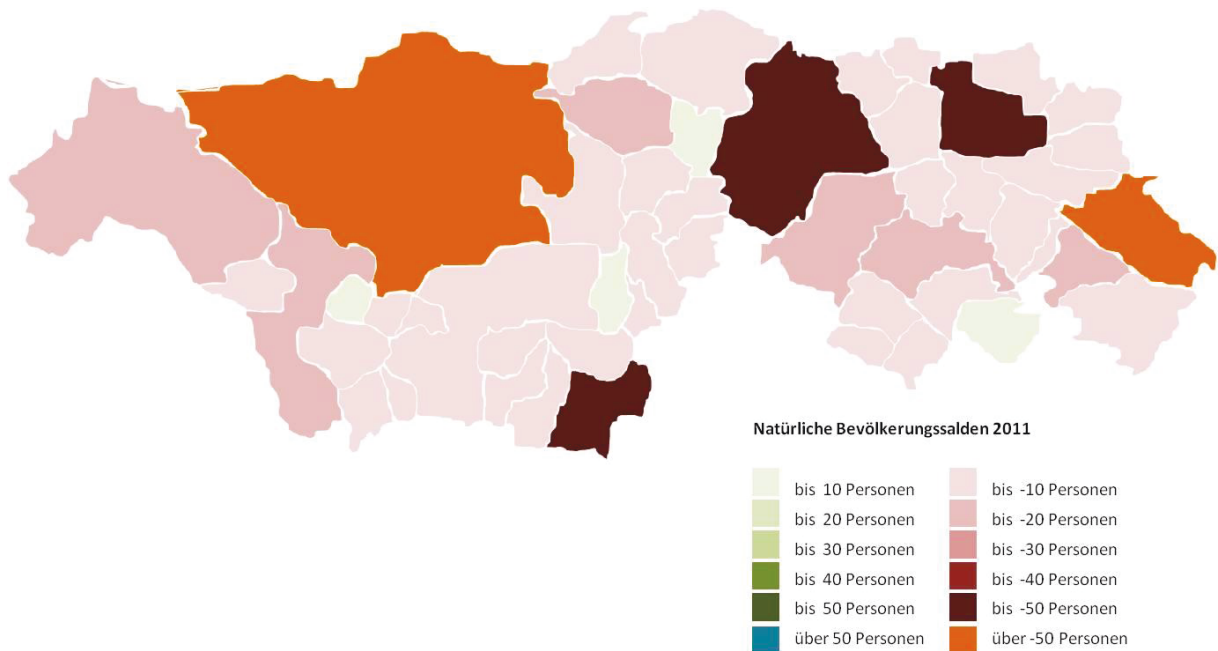 Natürliche Bevölkerungssalden 2011
bis 10 Personen
bis 20 Personen
bis 30 Personen
bis 40 Personen
bis 50 Personen
über 50 Personen
bis -10 Personen
bis -20 Personen
bis -30 Personen
bis -40 Personen
bis -50 Personen
über -50 Personen